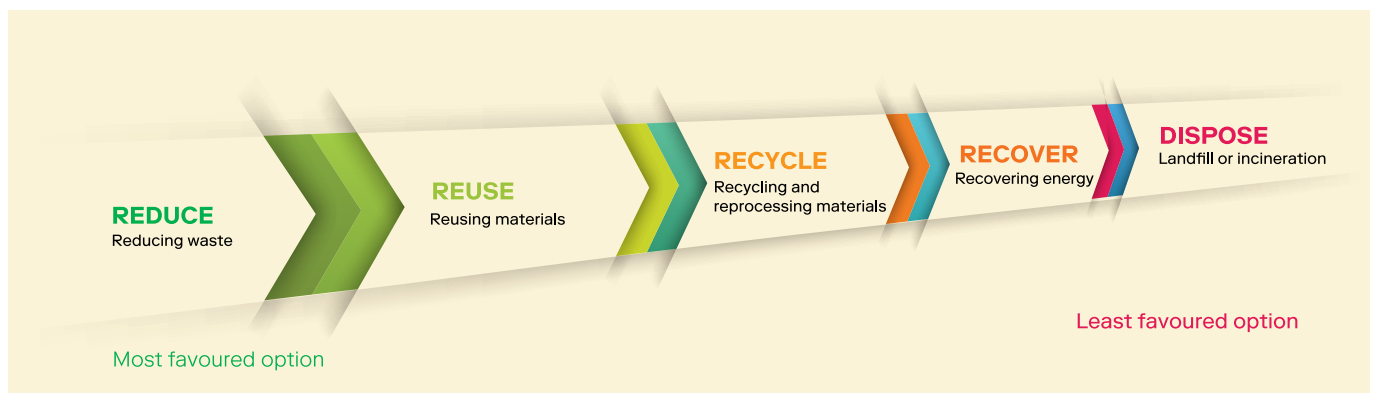 REDUCE
Reducing waste
REUSE
Reusing materials
RECYCLE
Recycling and
reprocessing materials
RECOVER
Recovering energy
DISPOSE
Landfill or incineration
Most favoured option
Least favoured option